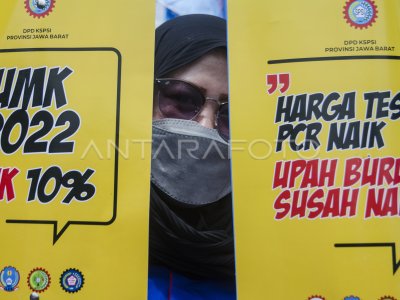 DPD KSPSI
PROVINSI JAWA BARAT
UMK
2022
10%
ANTARAFOTO
DPD KSPSI
PROVINSI JAWA BARAT
"
HARGA TES
PCR NAIK
UPAH BUR
SUSAH NA